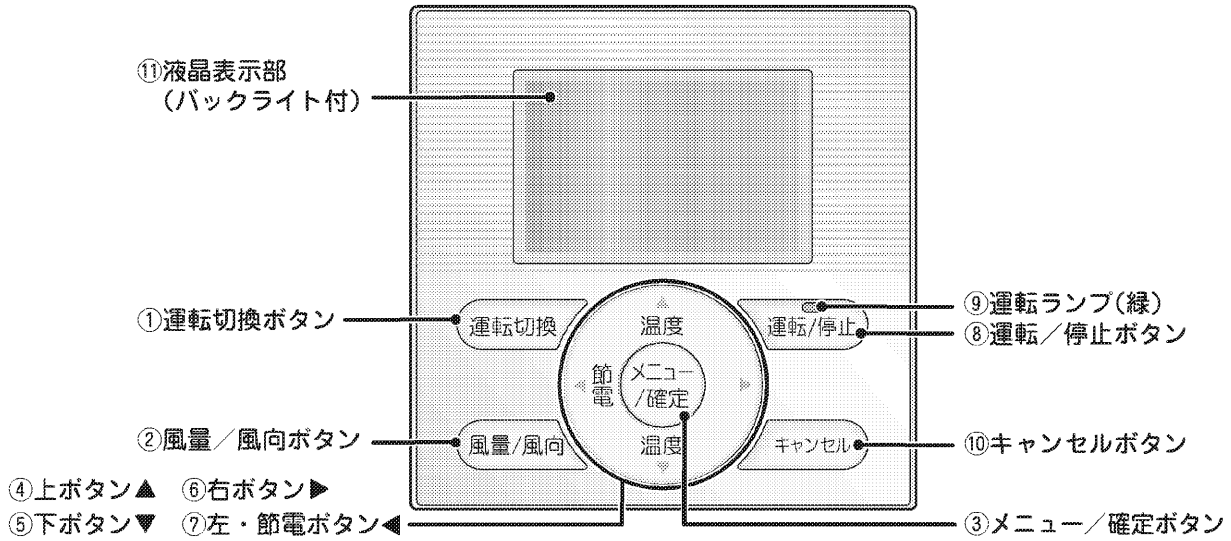 ⑪液晶表示部
(バックライト付)
①運転切換ボタン
②風量／風向ボタン
④上ボタン▲ ⑥右ボタン▶
⑤下ボタン▼ ⑦左・節電ボタン◀
運転切換
温度
運転/停止
節電
メニュー
/確定
風量/風向
温度
キャンセル
⑨運転ランプ(緑)
⑧運転／停止ボタン
⑩キャンセルボタン
③メニュー／確定ボタン